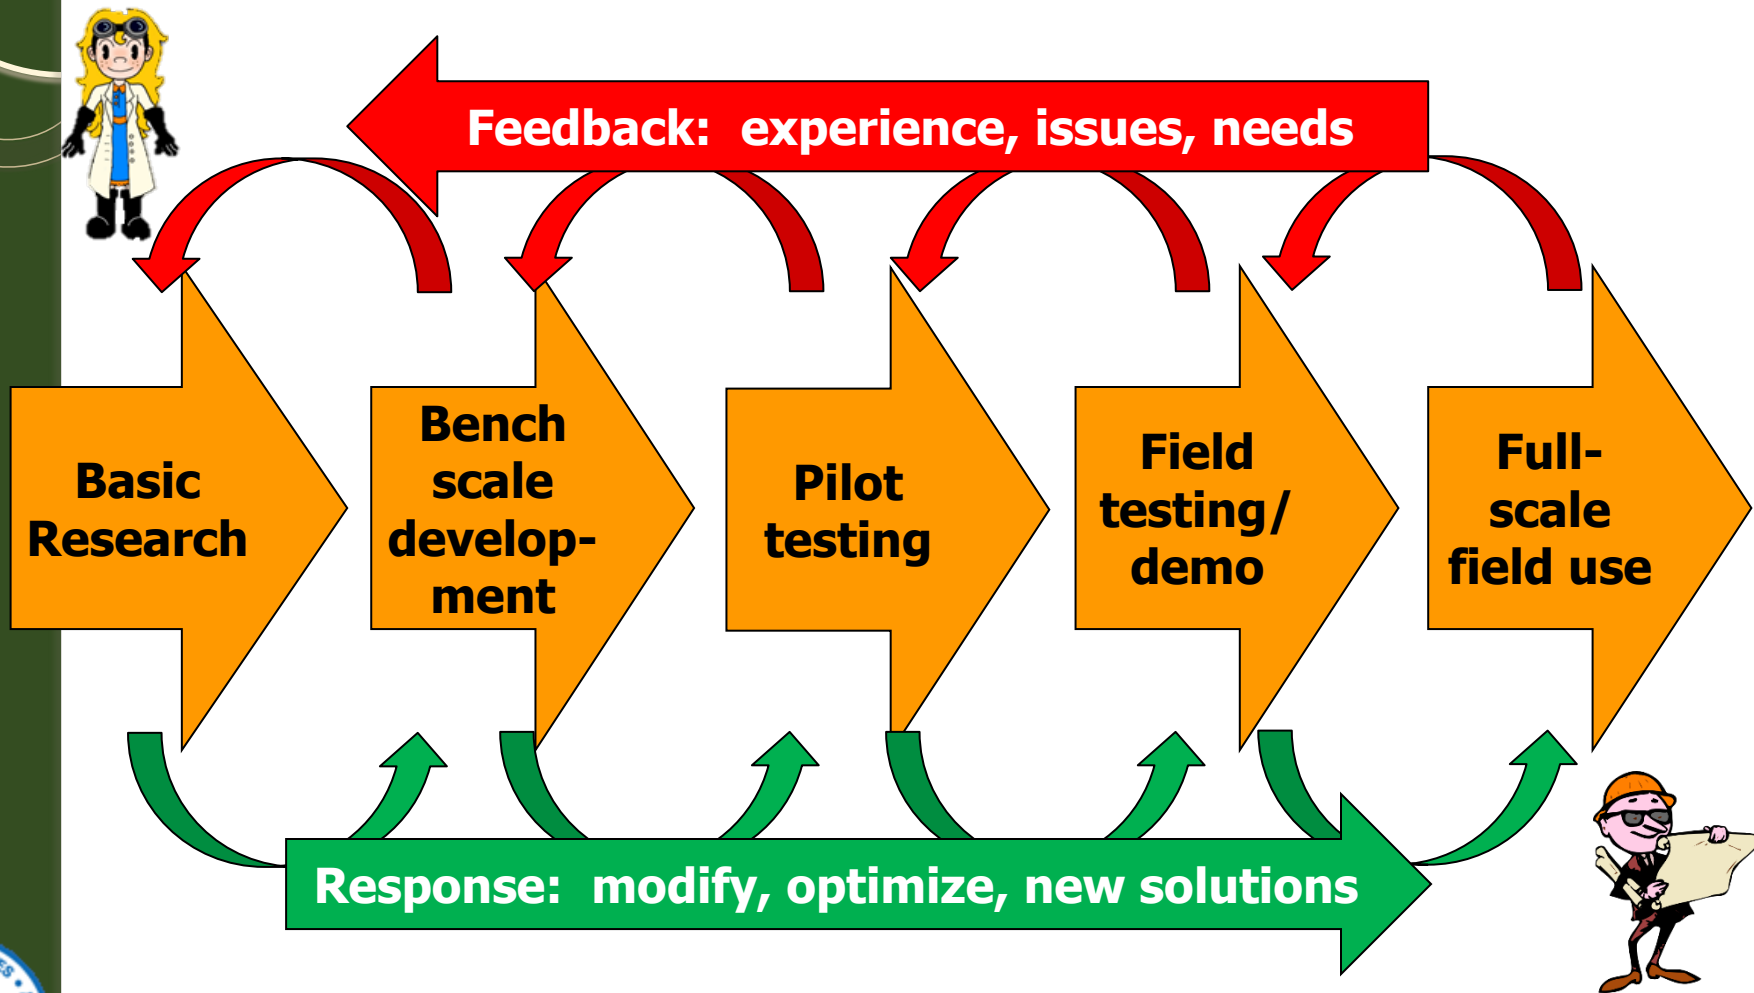 Feedback:  experience, issues, needs
Basic
Research
Bench
scale
develop-
ment
Pilot
testing
Field
testing/
demo
Full-
scale
field use
Response:  modify, optimize, new solutions